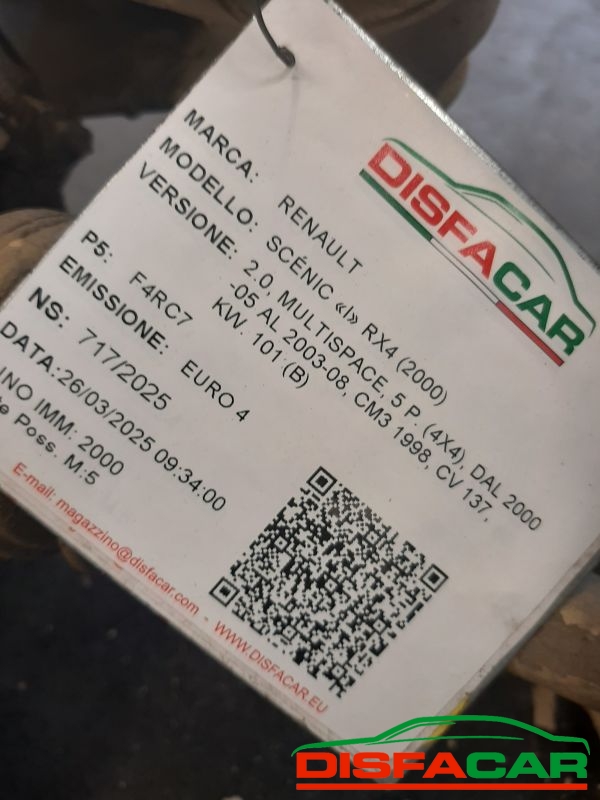 DISFACAR
MARCA: RENAULT
MODELLO: SCÉNIC «I» RX4 (2000)
VERSIONE: 2.0, MULTISPACE, 5 P. (4X4), DAL 2000
-05 AL 2003-08, CM3 1998, CV 137,
KW. 101 (B)
P5: F4RC7
EMISSIONE: EURO 4
NS: 717/2025
DATA: 26/03/2025 09:34:00
IMM: 2000
Poss. M:5
E-mail: magazzino@disfacar.com - WWW.DISFACAR.EU
DISFACAR